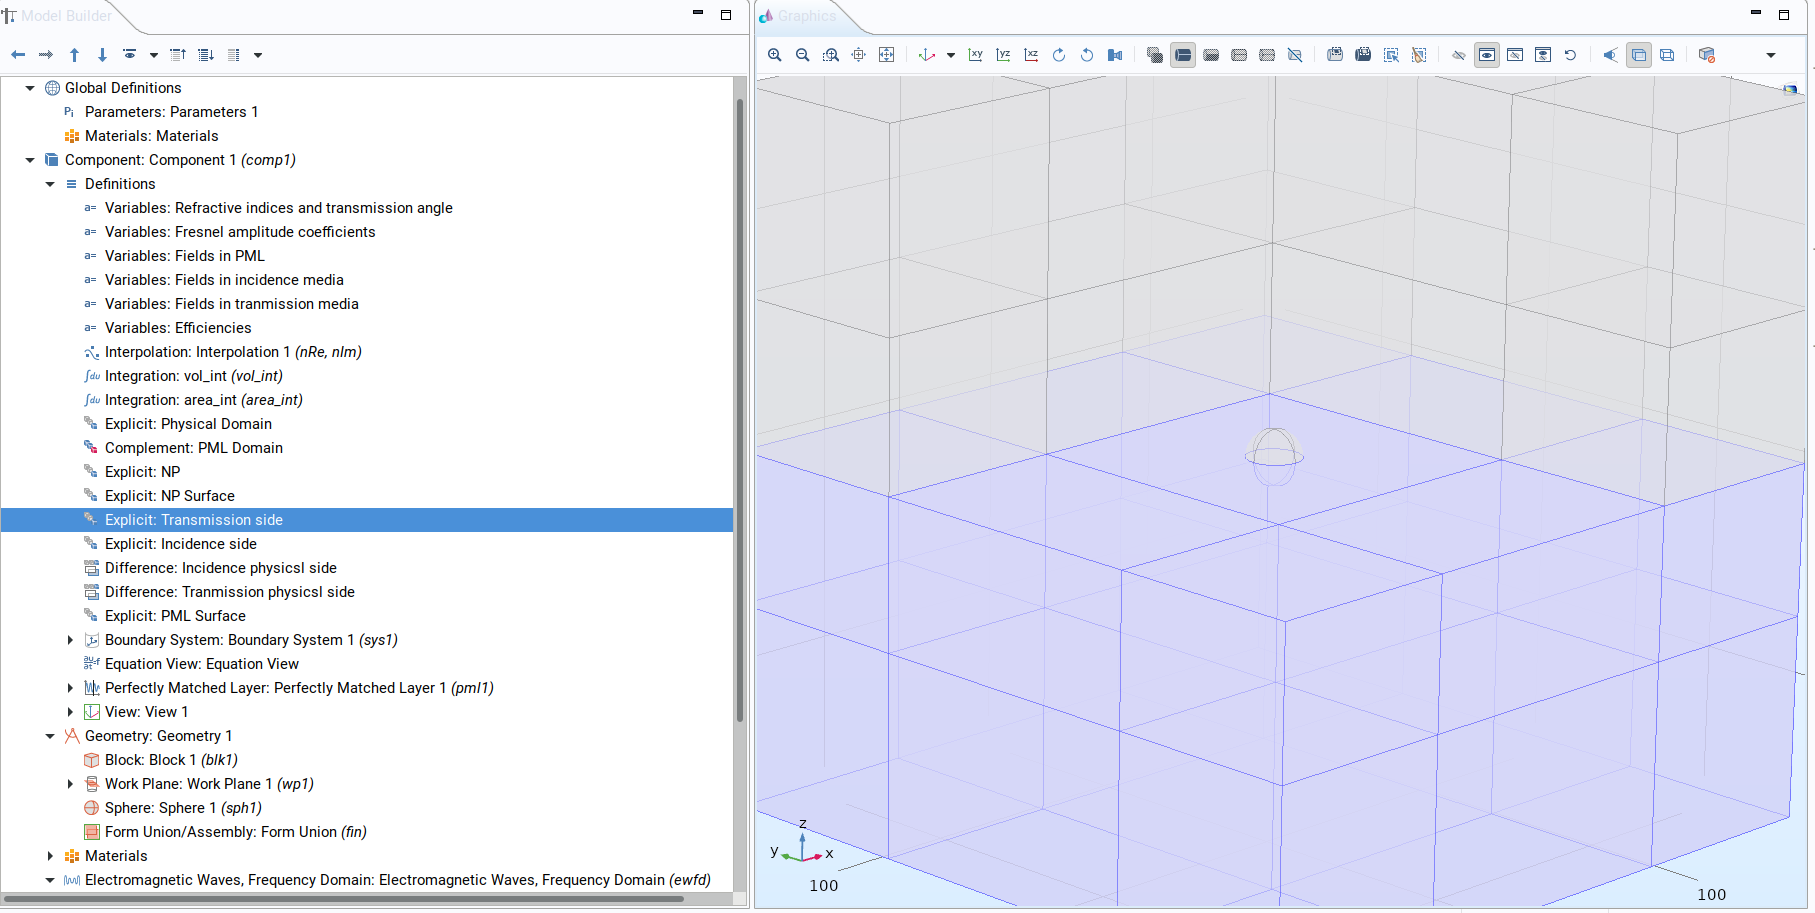 Model Builder
Graphics
xy
yz
xz
Global Definitions
Pi Parameters: Parameters 1
Materials: Materials
Component: Component 1 (comp1)
Definitions
a= Variables: Refractive indices and transmission angle
a= Variables: Fresnel amplitude coefficients
a= Variables: Fields in PML
a= Variables: Fields in incidence media
a= Variables: Fields in tranmission media
a= Variables: Efficiencies
Interpolation: Interpolation 1 (nRe, nIm)
∫du Integration: vol_int (vol_int)
∫du Integration: area_int (area_int)
Explicit: Physical Domain
Complement: PML Domain
Explicit: NP
Explicit: NP Surface
Explicit: Transmission side
Explicit: Incidence side
Difference: Incidence physicsl side
Difference: Tranmission physicsl side
Explicit: PML Surface
Boundary System: Boundary System 1 (sys1)
Equation View: Equation View
Perfectly Matched Layer: Perfectly Matched Layer 1 (pml1)
View: View 1
Geometry: Geometry 1
Block: Block 1 (blk1)
Work Plane: Work Plane 1 (wp1)
Sphere: Sphere 1 (sph1)
Form Union/Assembly: Form Union (fin)
Materials
Electromagnetic Waves, Frequency Domain: Electromagnetic Waves, Frequency Domain (ewfd)
z
y
x
100
100